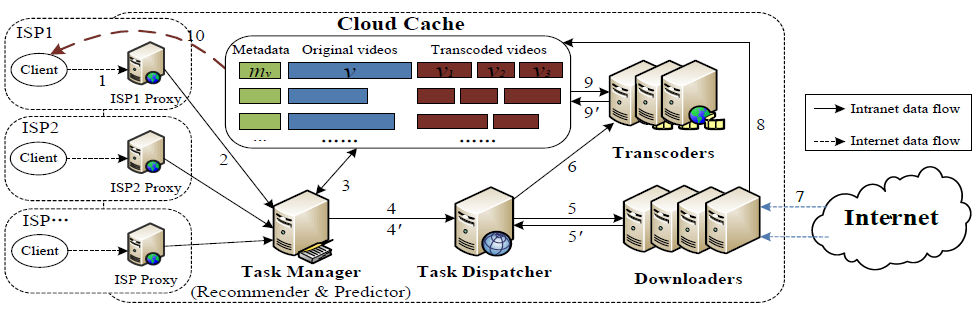 ISP1
Client
1
ISP1 Proxy
10
Cloud Cache
Metadata
Original videos
Transcoded videos
mv
v
v1
v2
v3
...
......
......
ISP2
Client
ISP2 Proxy
ISP...
Client
ISP Proxy
2
3
Task Manager
(Recommender & Predictor)
4
4′
Task Dispatcher
5
5′
6
9
9′
Transcoders
8
Downloaders
7
Internet
Intranet data flow
Internet data flow